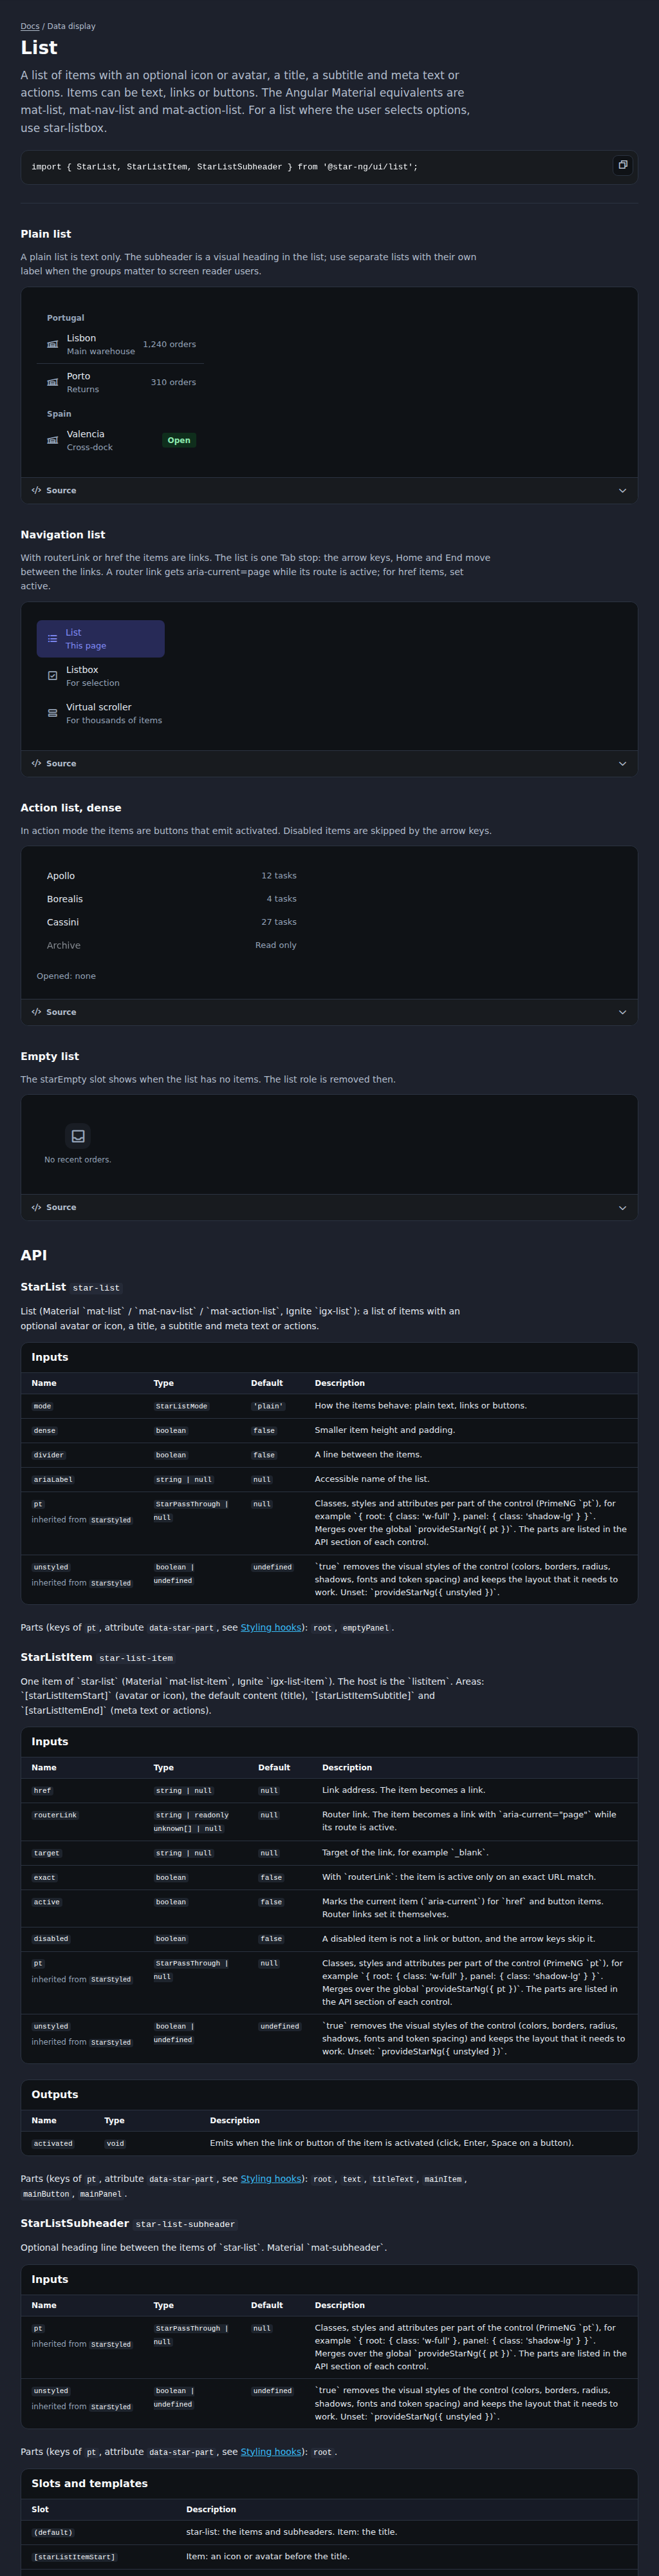 Docs / Data display
List
A list of items with an optional icon or avatar, a title, a subtitle and meta text or
actions. Items can be text, links or buttons. The Angular Material equivalents are
mat-list, mat-nav-list and mat-action-list. For a list where the user selects options,
use star-listbox.
import { StarList, StarListItem, StarListSubheader } from '@star-ng/ui/list';
Plain list
A plain list is text only. The subheader is a visual heading in the list; use separate lists with their own
label when the groups matter to screen reader users.
Portugal
Lisbon
Main warehouse
1,240 orders
Porto
Returns
310 orders
Spain
Valencia
Cross-dock
Open
Source
Navigation list
With routerLink or href the items are links. The list is one Tab stop: the arrow keys, Home and End move
between the links. A router link gets aria-current=page while its route is active; for href items, set
active.
List
This page
Listbox
For selection
Virtual scroller
For thousands of items
Source
Action list, dense
In action mode the items are buttons that emit activated. Disabled items are skipped by the arrow keys.
Apollo 12 tasks
Borealis 4 tasks
Cassini 27 tasks
Archive Read only
Opened: none
Source
Empty list
The starEmpty slot shows when the list has no items. The list role is removed then.
No recent orders.
Source
API
StarList star-list
List (Material `mat-list` / `mat-nav-list` / `mat-action-list`, Ignite `igx-list`): a list of items with an
optional avatar or icon, a title, a subtitle and meta text or actions.
Inputs
Name Type Default Description
mode StarListMode 'plain' How the items behave: plain text, links or buttons.
dense boolean false Smaller item height and padding.
divider boolean false A line between the items.
ariaLabel string | null null Accessible name of the list.
pt StarPassThrough | null Classes, styles and attributes per part of the control (PrimeNG `pt`), for
null example `{ root: { class: 'w-full' }, panel: { class: 'shadow-lg' } }`.
inherited from StarStyled Merges over the global `provideStarNg({ pt })`. The parts are listed in the
API section of each control.
unstyled boolean | undefined `true` removes the visual styles of the control (colors, borders, radius,
undefined shadows, fonts and token spacing) and keeps the layout that it needs to
inherited from StarStyled work. Unset: `provideStarNg({ unstyled })`.
Parts (keys of pt, attribute data-star-part, see Styling hooks): root, emptyPanel.
StarListItem star-list-item
One item of `star-list` (Material `mat-list-item`, Ignite `igx-list-item`). The host is the `listitem`. Areas:
`[starListItemStart]` (avatar or icon), the default content (title), `[starListItemSubtitle]` and
`[starListItemEnd]` (meta text or actions).
Inputs
Name Type Default Description
href string | null null Link address. The item becomes a link.
routerLink string | readonly null Router link. The item becomes a link with `aria-current="page"` while
unknown[] | null its route is active.
target string | null null Target of the link, for example `_blank`.
exact boolean false With `routerLink`: the item is active only on an exact URL match.
active boolean false Marks the current item (`aria-current`) for `href` and button items.
Router links set it themselves.
disabled boolean false A disabled item is not a link or button, and the arrow keys skip it.
pt StarPassThrough | null Classes, styles and attributes per part of the control (PrimeNG `pt`), for
null example `{ root: { class: 'w-full' }, panel: { class: 'shadow-lg' } }`.
inherited from StarStyled Merges over the global `provideStarNg({ pt })`. The parts are listed in
the API section of each control.
unstyled boolean | undefined `true` removes the visual styles of the control (colors, borders, radius,
undefined shadows, fonts and token spacing) and keeps the layout that it needs to
inherited from StarStyled work. Unset: `provideStarNg({ unstyled })`.
Outputs
Name Type Description
activated void Emits when the link or button of the item is activated (click, Enter, Space on a button).
Parts (keys of pt, attribute data-star-part, see Styling hooks): root, text, titleText, mainItem,
mainButton, mainPanel.
StarListSubheader star-list-subheader
Optional heading line between the items of `star-list`. Material `mat-subheader`.
Inputs
Name Type Default Description
pt StarPassThrough | null Classes, styles and attributes per part of the control (PrimeNG `pt`), for
null example `{ root: { class: 'w-full' }, panel: { class: 'shadow-lg' } }`.
inherited from StarStyled Merges over the global `provideStarNg({ pt })`. The parts are listed in the
API section of each control.
unstyled boolean | undefined `true` removes the visual styles of the control (colors, borders, radius,
undefined shadows, fonts and token spacing) and keeps the layout that it needs to
inherited from StarStyled work. Unset: `provideStarNg({ unstyled })`.
Parts (keys of pt, attribute data-star-part, see Styling hooks): root.
Slots and templates
Slot Description
(default) star-list: the items and subheaders. Item: the title.
[starListItemStart] Item: an icon or avatar before the title.